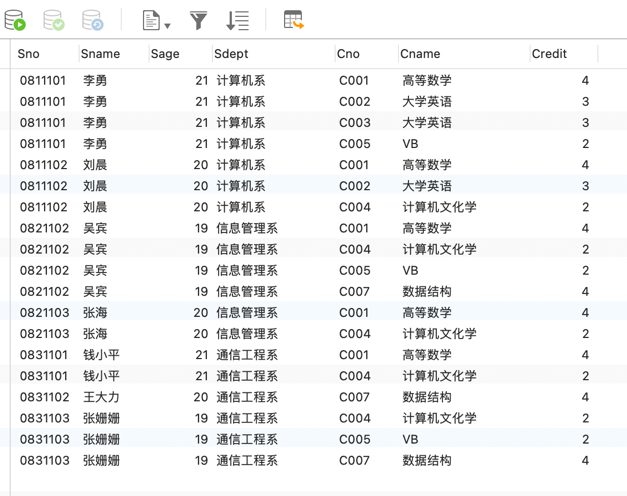 Sno Sname Sage Sdept Cno Cname Credit
0811101 李勇 21 计算机系 C001 高等数学 4
0811101 李勇 21 计算机系 C002 大学英语 3
0811101 李勇 21 计算机系 C003 大学英语 3
0811101 李勇 21 计算机系 C005 VB 2
0811102 刘晨 20 计算机系 C001 高等数学 4
0811102 刘晨 20 计算机系 C002 大学英语 3
0811102 刘晨 20 计算机系 C004 计算机文化学 2
0821102 吴宾 19 信息管理系 C001 高等数学 4
0821102 吴宾 19 信息管理系 C004 计算机文化学 2
0821102 吴宾 19 信息管理系 C005 VB 2
0821102 吴宾 19 信息管理系 C007 数据结构 4
0821103 张海 20 信息管理系 C001 高等数学 4
0821103 张海 20 信息管理系 C004 计算机文化学 2
0831101 钱小平 21 通信工程系 C001 高等数学 4
0831101 钱小平 21 通信工程系 C004 计算机文化学 2
0831102 王大力 20 通信工程系 C007 数据结构 4
0831103 张姗姗 19 通信工程系 C004 计算机文化学 2
0831103 张姗姗 19 通信工程系 C005 VB 2
0831103 张姗姗 19 通信工程系 C007 数据结构 4